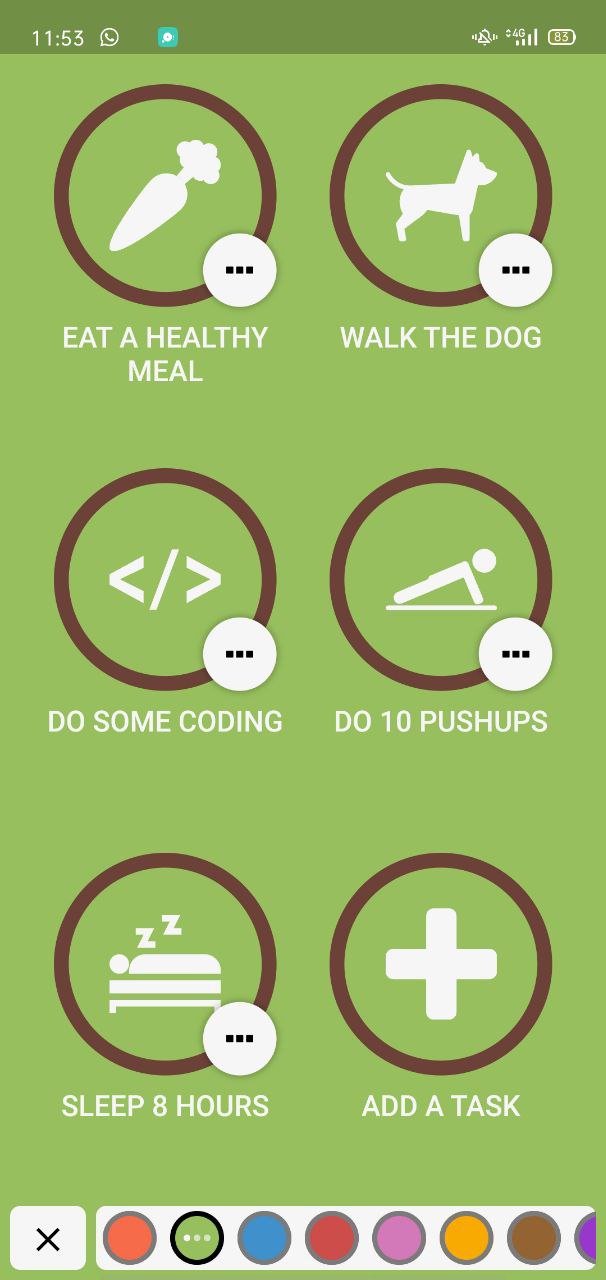 11:53 4G 83
EAT A HEALTHY WALK THE DOG
MEAL
</>
DO SOME CODING DO 10 PUSHUPS
z z
SLEEP 8 HOURS ADD A TASK